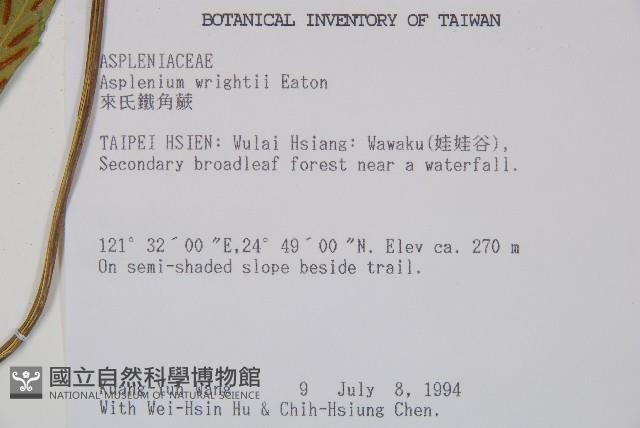 BOTANICAL INVENTORY OF TAIWAN
ASPLENIACEAE
Asplenium wrightii Eaton
來氏鐵角蕨
TAIPEI HSIEN: Wulai Hsiang: Wawaku(娃娃谷),
Secondary broadleaf forest near a waterfall.
121° 32´00 ″E,24° 49´00 ″N. Elev ca. 270 m
On semi-shaded slope beside trail.
國立自然科學博物館
Kuang Yuh Wang 9 July 8, 1994
NATIONAL MUSEUM OF NATURAL SCIENCE
With Wei-Hsin Hu & Chih-Hsiung Chen.